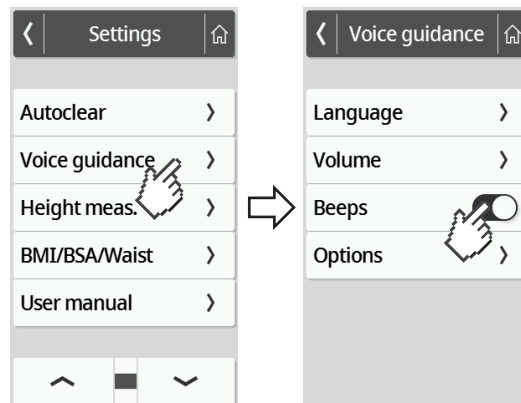 Settings
Autoclear
Voice guidance
Height meas.
BMI/BSA/Waist
User manual
Voice guidance
Language
Volume
Beeps
Options